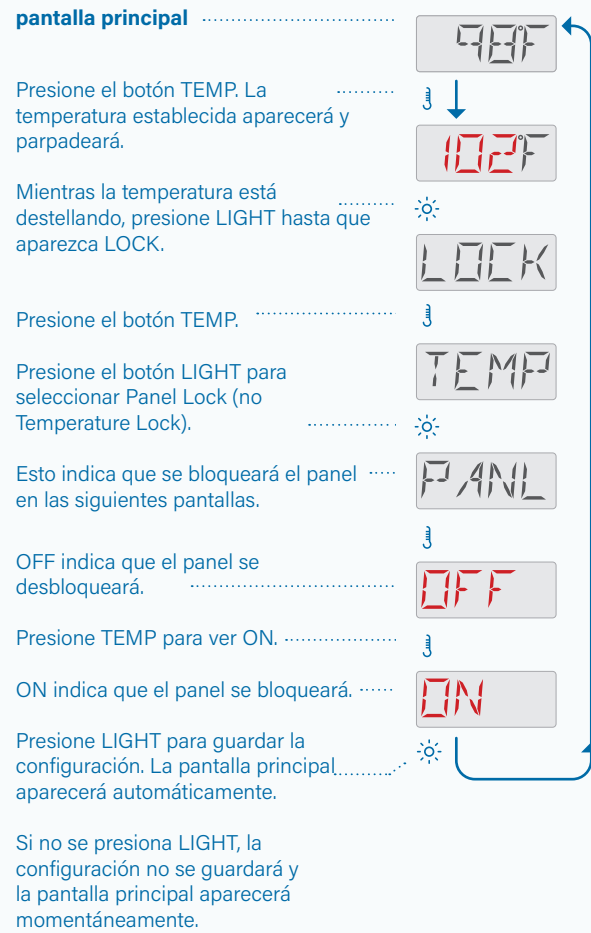 pantalla principal
98°F
Presione el botón TEMP. La
temperatura establecida aparecerá y
parpadeará.
102°F
Mientras la temperatura está
destellando, presione LIGHT hasta que
aparezca LOCK.
LOCK
Presione el botón TEMP.
TEMP
Presione el botón LIGHT para
seleccionar Panel Lock (no
Temperature Lock).
PANL
Esto indica que se bloqueará el panel
en las siguientes pantallas.
OFF indica que el panel se
desbloqueará.
OFF
Presione TEMP para ver ON.
ON indica que el panel se bloqueará.
ON
Presione LIGHT para guardar la
configuración. La pantalla principal
aparecerá automáticamente.
Si no se presiona LIGHT, la
configuración no se guardará y
la pantalla principal aparecerá
momentáneamente.